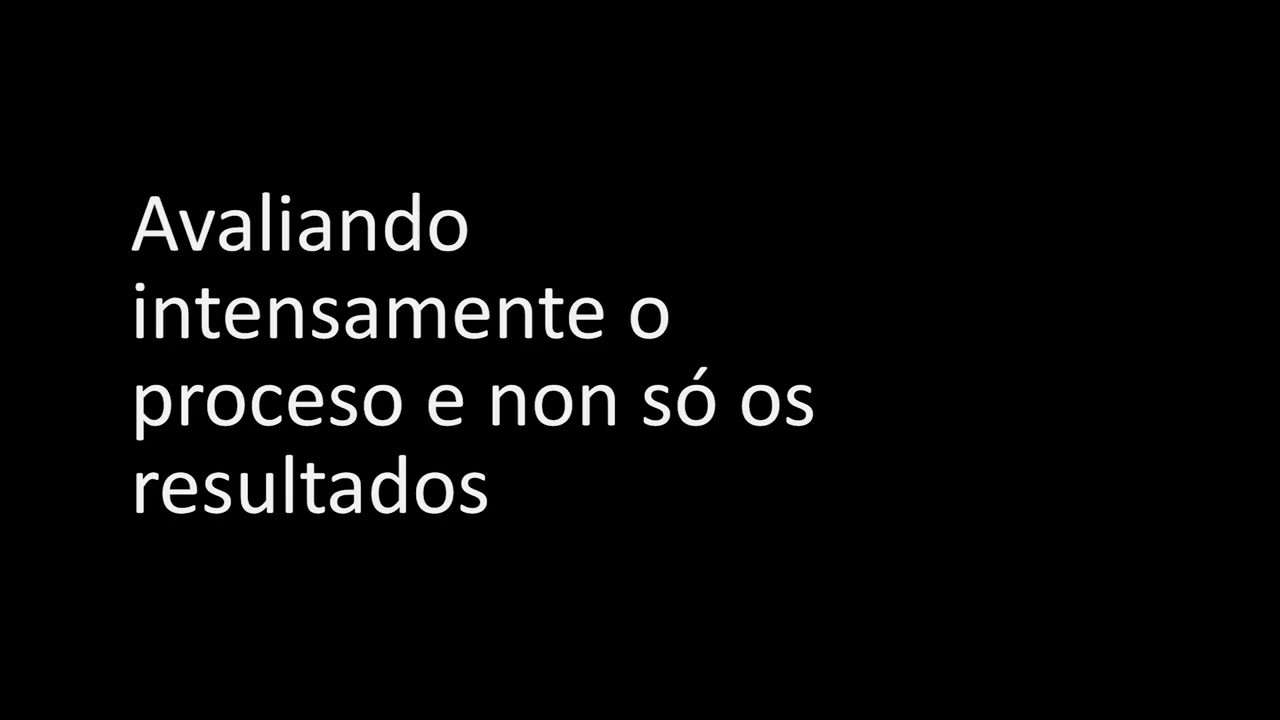 Avaliando
intensamente o
proceso e non só os
resultados